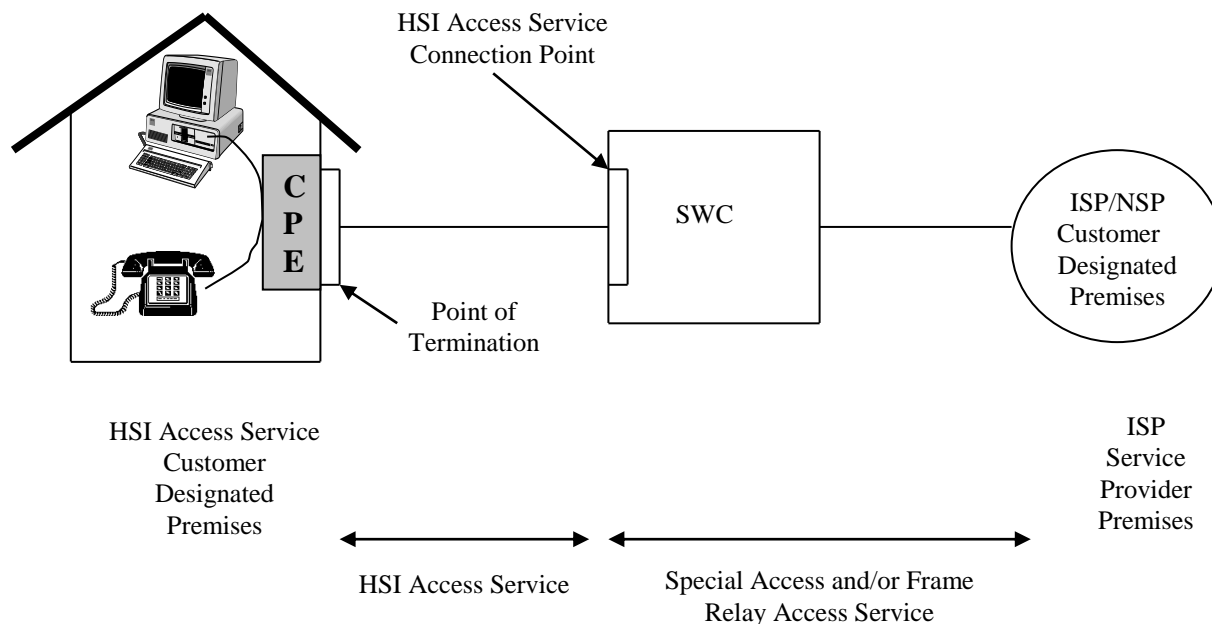 HSI Access Service
Connection Point
C
P
E
SWC
ISP/NSP
Customer
Designated
Premises
Point of
Termination
HSI Access Service
Customer
Designated
Premises
ISP
Service
Provider
Premises
HSI Access Service
Special Access and/or Frame
Relay Access Service